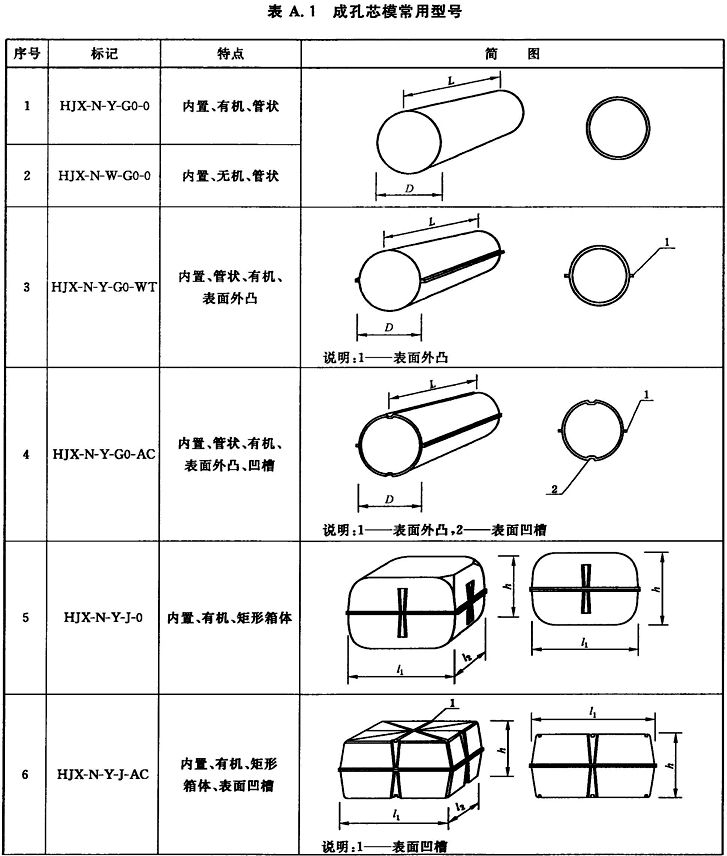 表 A.1 成孔芯模常用型号
序号 标记 特点 简 图
1 HJX-N-Y-G0-0 内置、有机、管状
2 HJX-N-W-G0-0 内置、无机、管状
L
D
3 HJX-N-Y-G0-WT 内置、管状、有机、
表面外凸
L
1
D
说明:1——表面外凸
4 HJX-N-Y-G0-AC 内置、管状、有机、
表面外凸、凹槽
L
1
D
2
说明:1——表面外凸,2——表面凹槽
5 HJX-N-Y-J-0 内置、有机、矩形箱体
h
h
l₁
l₂
l₁
6 HJX-N-Y-J-AC 内置、有机、矩形
箱体、表面凹槽
1
l₁
h
h
l₁
l₂
说明:1——表面凹槽